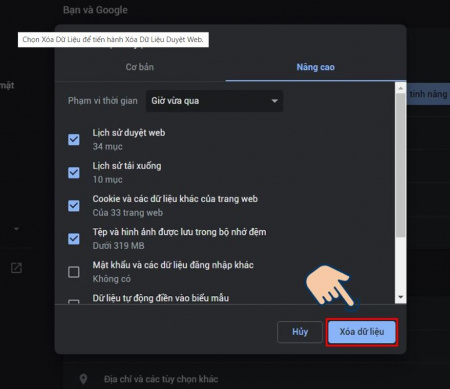 Bạn và Google
Chọn Xóa Dữ Liệu để tiến hành Xóa Dữ Liệu Duyệt Web.
Cơ bản
Nâng cao
mật
Phạm vi thời gian
Giờ vừa qua
tính năng
Lịch sử duyệt web
34 mục
Lịch sử tải xuống
10 mục
Cookie và các dữ liệu khác của trang web
Của 33 trang web
Tệp và hình ảnh được lưu trong bộ nhớ đệm
Dưới 319 MB
Mật khẩu và các dữ liệu đăng nhập khác
Không có
Dữ liệu tự động điền vào biểu mẫu
Hủy
Xóa dữ liệu
Địa chỉ và các tùy chọn khác